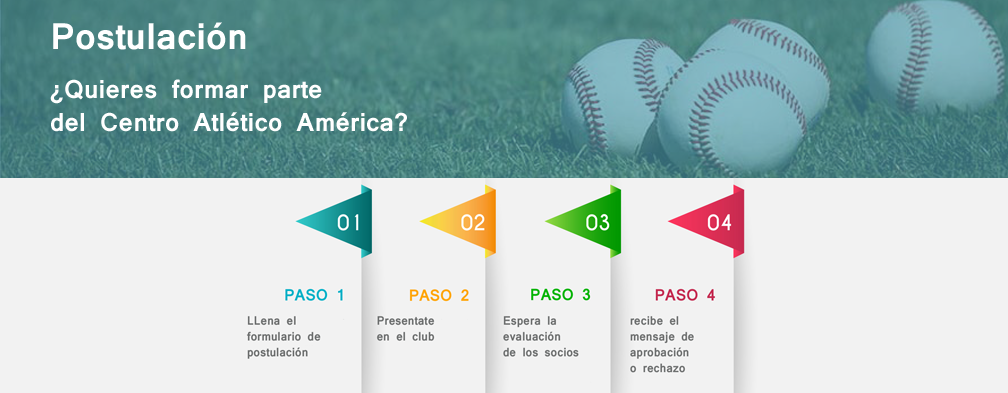 Postulación
¿Quieres formar parte
del Centro Atlético América?
01
02
03
04
PASO 1
PASO 2
PASO 3
PASO 4
LLena el
formulario de
postulación
Presentate
en el club
Espera la
evaluación
de los socios
recibe el
mensaje de
aprobación
o rechazo